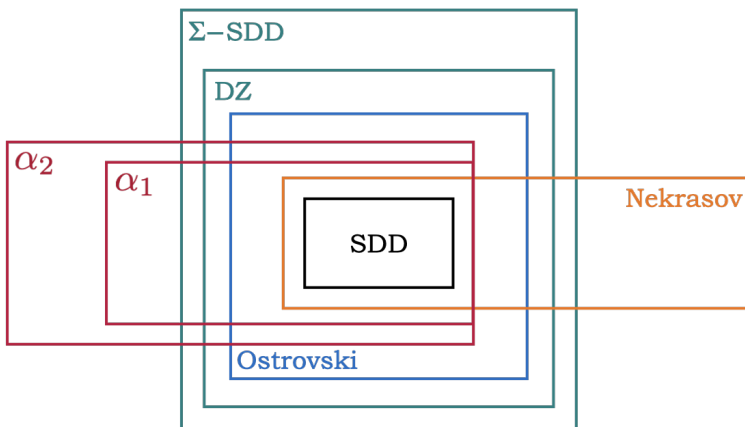 Σ−SDD
DZ
α₂
α₁
Nekrasov
SDD
Ostrovski